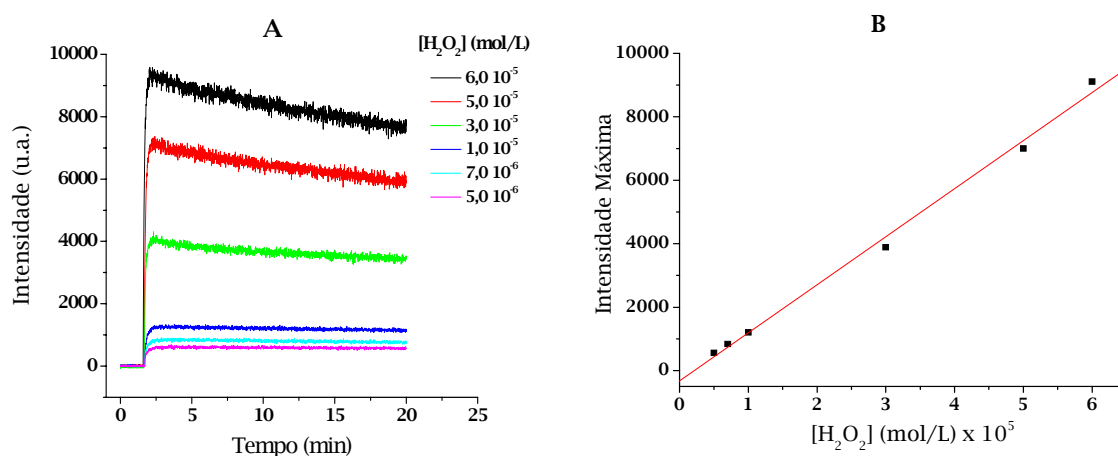 A
[H₂O₂] (mol/L)
6,0 10⁻⁵
5,0 10⁻⁵
3,0 10⁻⁵
1,0 10⁻⁵
7,0 10⁻⁶
5,0 10⁻⁶
10000
8000
6000
4000
2000
0
Intensidade (u.a.)
0 5 10 15 20 25
Tempo (min)
B
10000
8000
6000
4000
2000
0
Intensidade Máxima
0 1 2 3 4 5 6
[H₂O₂] (mol/L) x 10⁵